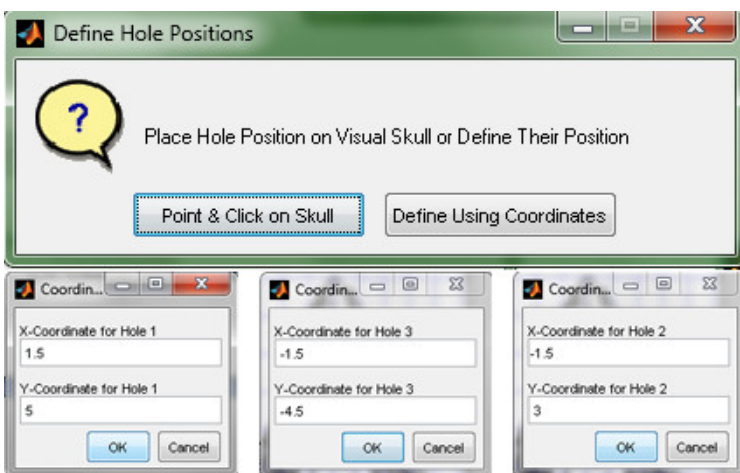 Define Hole Positions
?
Place Hole Position on Visual Skull or Define Their Position
Point & Click on Skull
Define Using Coordinates
Coordin...
X-Coordinate for Hole 1
1.5
Y-Coordinate for Hole 1
5
OK
Cancel
Coordin...
X-Coordinate for Hole 3
-1.5
Y-Coordinate for Hole 3
-4.5
OK
Cancel
Coordin...
X-Coordinate for Hole 2
-1.5
Y-Coordinate for Hole 2
3
OK
Cancel